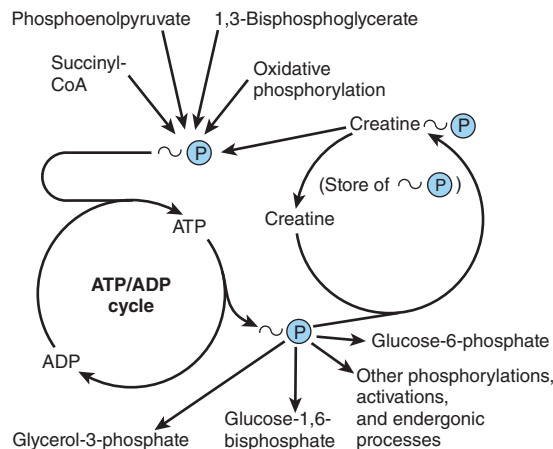 Phosphoenolpyruvate
1,3-Bisphosphoglycerate
Succinyl-
CoA
Oxidative
phosphorylation
Creatine ~ P
~ P
(Store of ~ P)
Creatine
ATP
ATP/ADP
cycle
ADP
~ P
Glucose-6-phosphate
Other phosphorylations,
activations,
and endergonic
processes
Glucose-1,6-
bisphosphate
Glycerol-3-phosphate